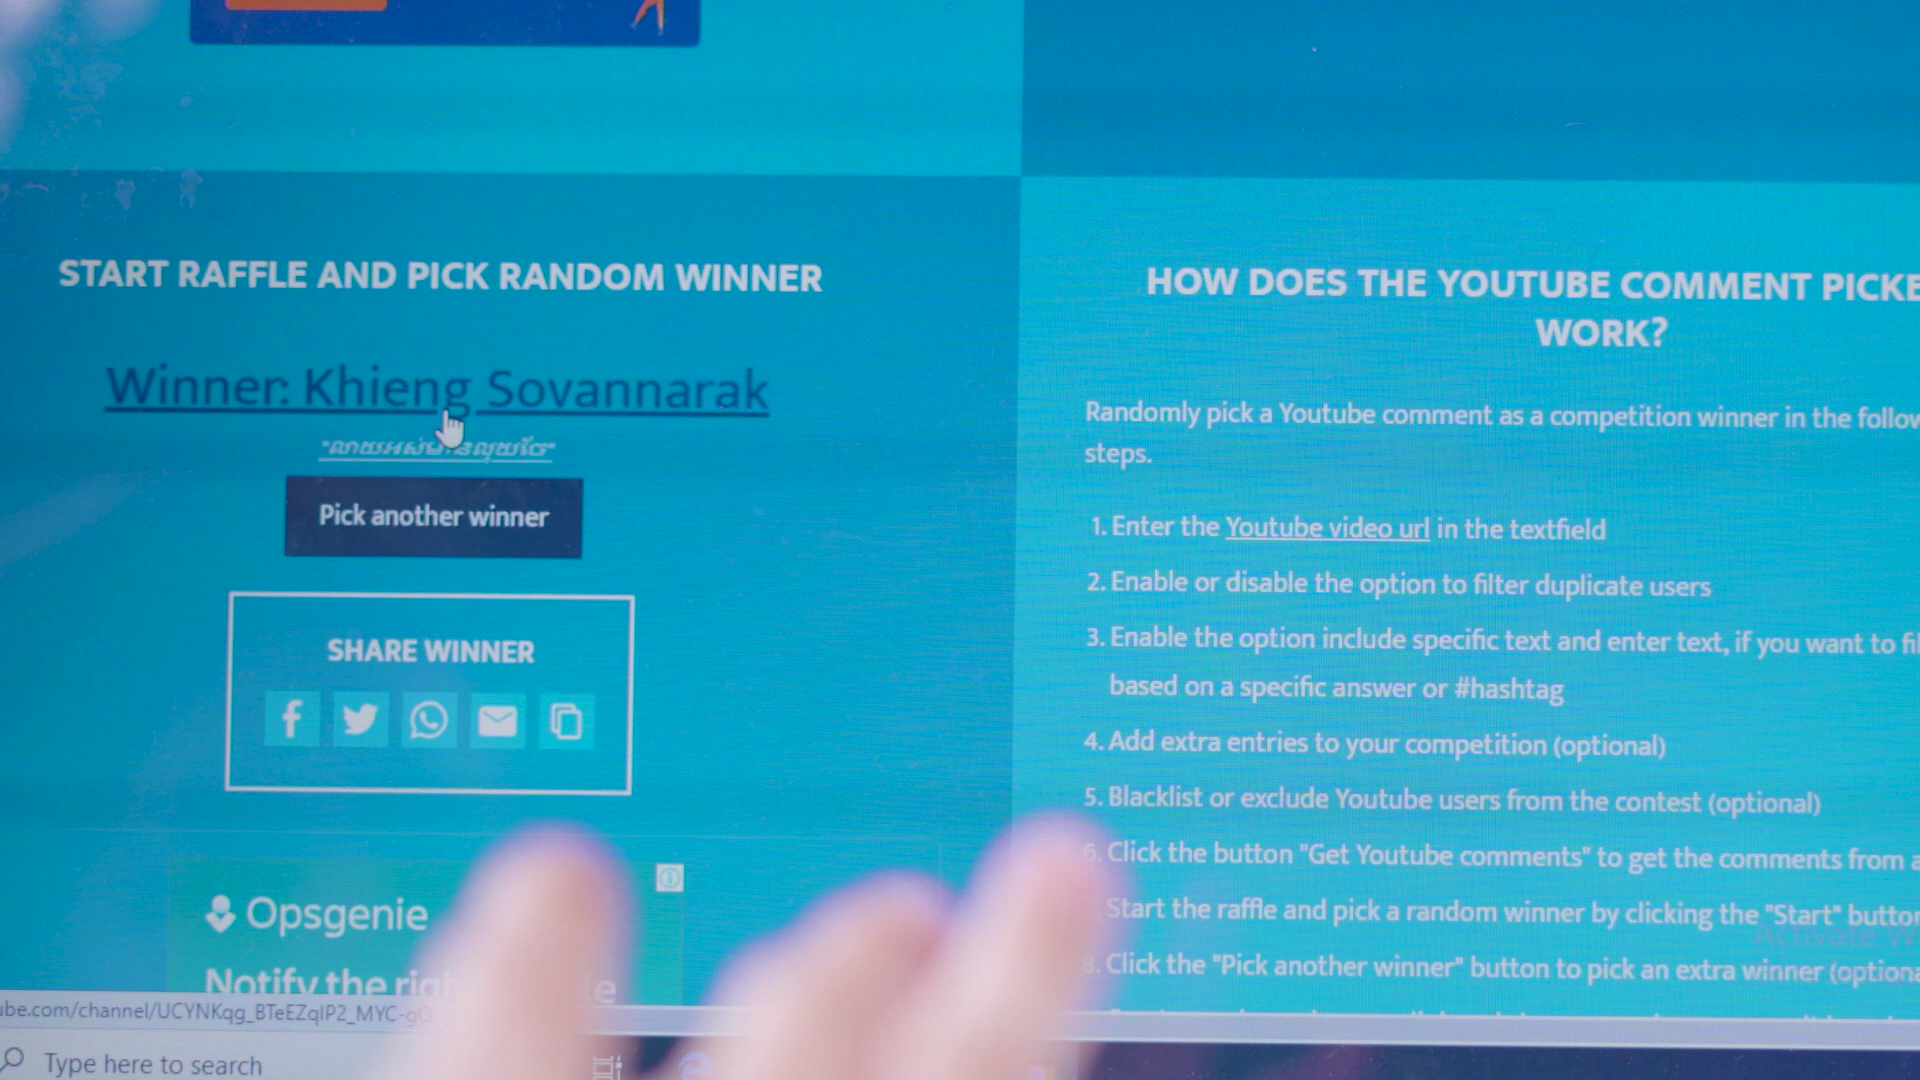 START RAFFLE AND PICK RANDOM WINNER
Winner: Khieng Sovannarak
Pick another winner
SHARE WINNER
Opsgenie
Notify the
ube.com/channel/UCYNKqg_BTeEZqIP2_MYC-g
Type here to search
HOW DOES THE YOUTUBE COMMENT PICKE
WORK?
Randomly pick a Youtube comment as a competition winner in the follow
steps.
1. Enter the Youtube video url in the textfield
2. Enable or disable the option to filter duplicate users
3. Enable the option include specific text and enter text, if you want to fil
based on a specific answer or #hashtag
4. Add extra entries to your competition (optional)
5. Blacklist or exclude Youtube users from the contest (optional)
6. Click the button "Get Youtube comments" to get the comments from a
Start the raffle and pick a random winner by clicking the "Start" button
Activate W
8. Click the "Pick another winner" button to pick an extra winner (optiona